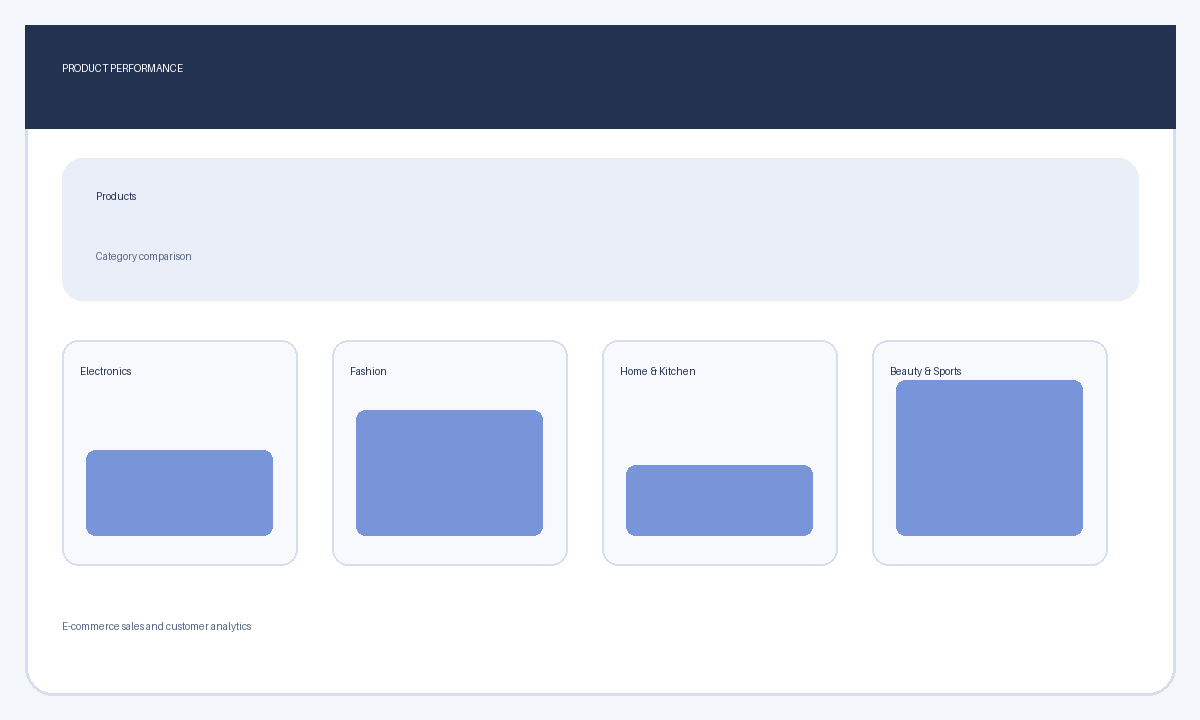 PRODUCT PERFORMANCE
Products
Category comparison
Electronics
Fashion
Home & Kitchen
Beauty & Sports
E-commerce sales and customer analytics